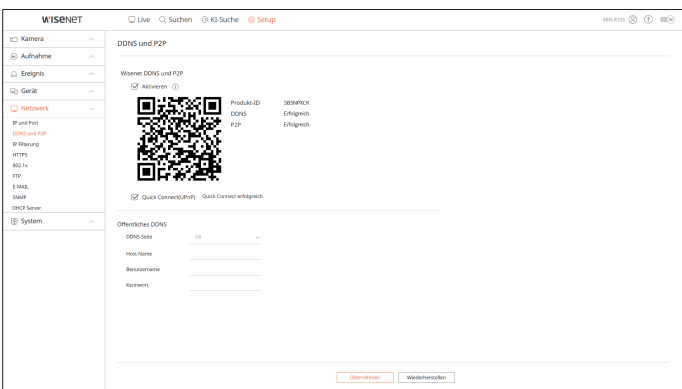 WISENET
Live Suchen KI-Suche Setup
XRN-813S
Kamera
Aufnahme
Ereignis
Gerät
Netzwerk
IP und Port
DDNS und P2P
IP Filterung
HTTPS
802.1x
FTP
E-MAIL
SNMP
DHCP Server
System
DDNS und P2P
Wisenet DDNS und P2P
Aktivieren
Produkt-ID
DDNS Erfolgreich.
P2P Erfolgreich.
Quick Connect(UPnP) Quick Connect erfolgreich
Öffentliches DDNS
DDNS-Seite Off
Host-Name
Benutzername
Kennwort
Übernehmen Wiederherstellen